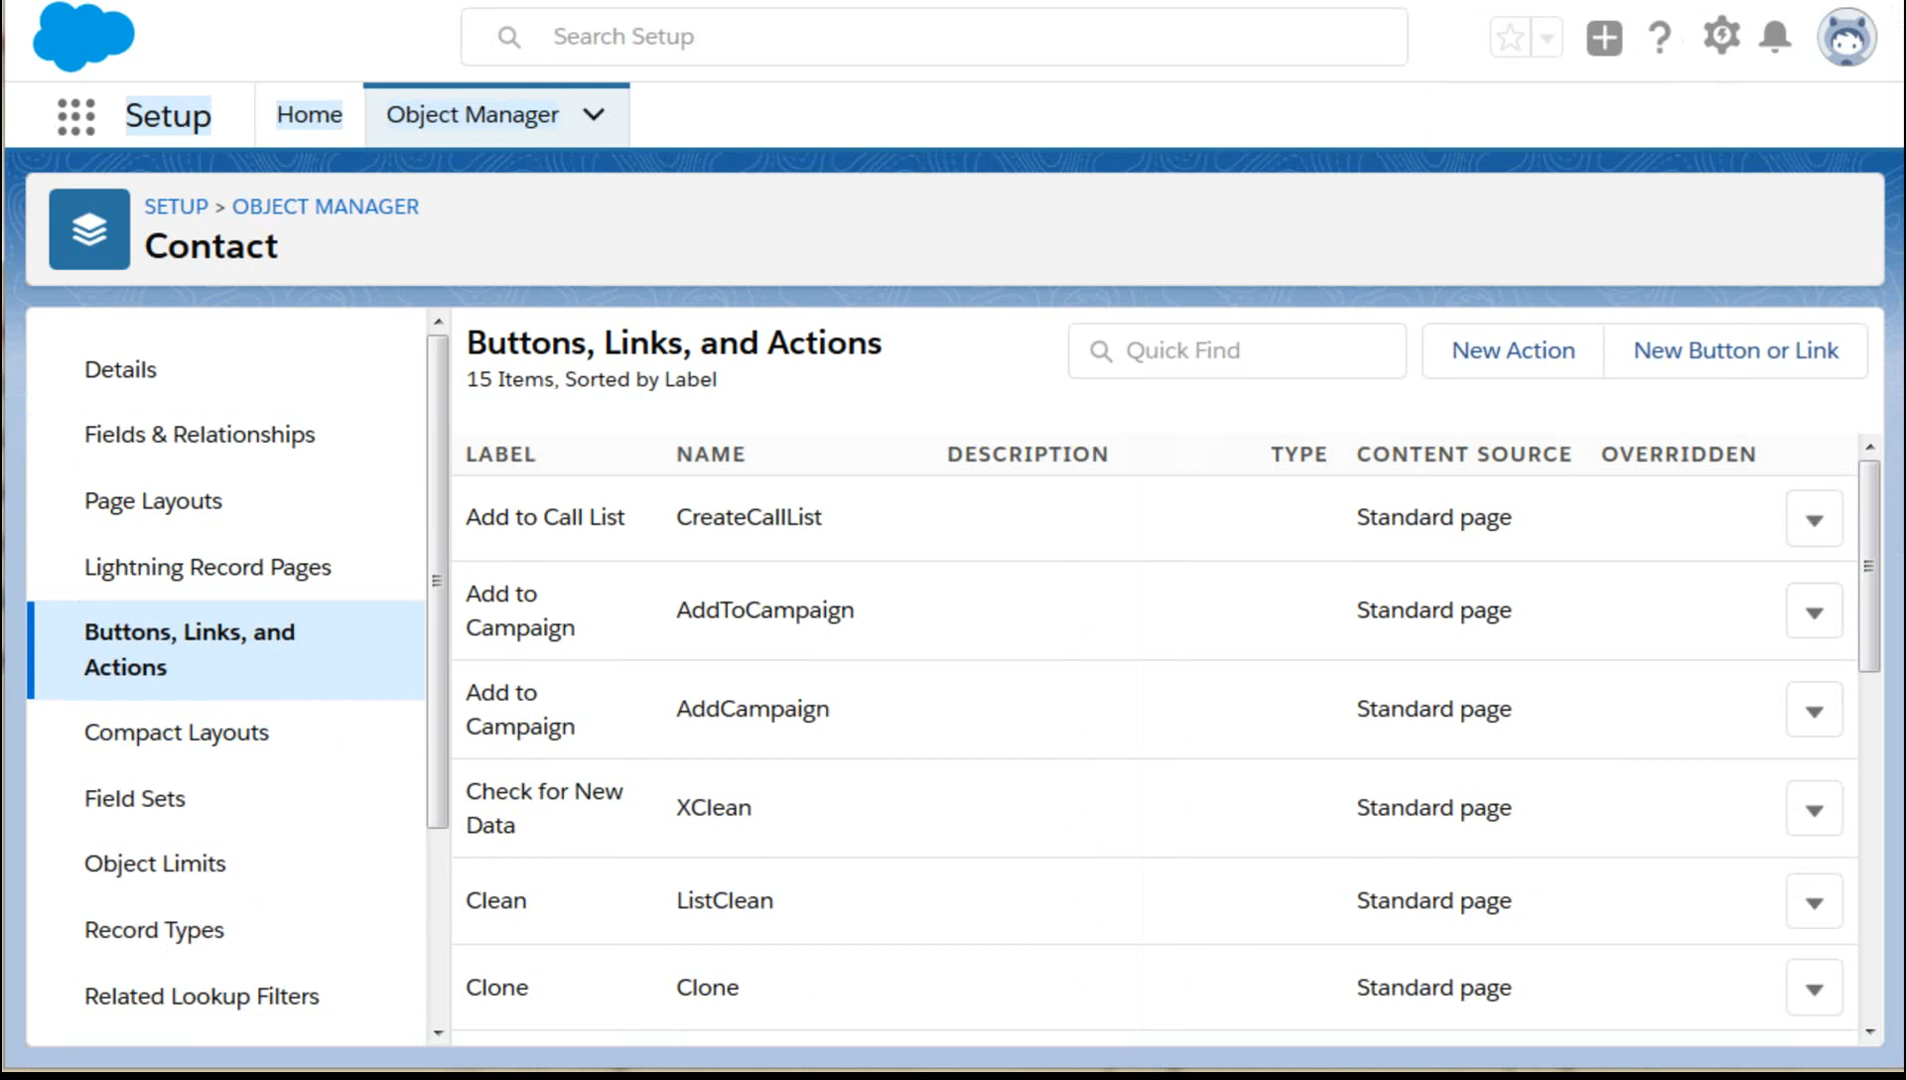 Search Setup
Setup
Home
Object Manager
SETUP > OBJECT MANAGER
Contact
Details
Fields & Relationships
Page Layouts
Lightning Record Pages
Buttons, Links, and
Actions
Compact Layouts
Field Sets
Object Limits
Record Types
Related Lookup Filters
Buttons, Links, and Actions
15 Items, Sorted by Label
Quick Find
New Action
New Button or Link
LABEL NAME DESCRIPTION TYPE CONTENT SOURCE OVERRIDDEN
Add to Call List CreateCallList Standard page
Add to
Campaign AddToCampaign Standard page
Add to
Campaign AddCampaign Standard page
Check for New
Data XClean Standard page
Clean ListClean Standard page
Clone Clone Standard page